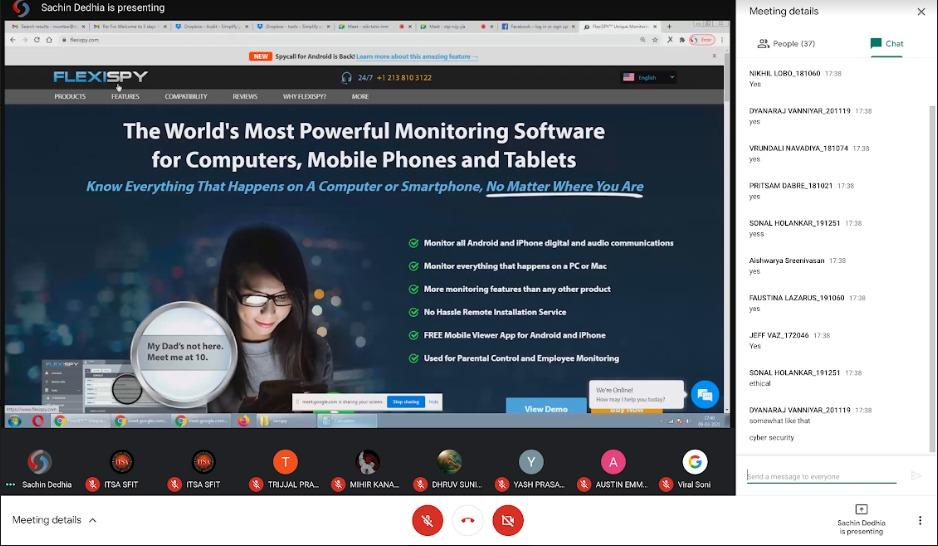 Sachin Dedhia is presenting
Meeting details
People (37)
Chat
flexispy.com
NEW Spycall for Android is Back! Learn more about this amazing feature
FLEXISPY
24/7 +1 213 810 3122
English
PRODUCTS FEATURES COMPATIBILITY REVIEWS WHY FLEXISPY? MORE
The World's Most Powerful Monitoring Software
for Computers, Mobile Phones and Tablets
Know Everything That Happens on A Computer or Smartphone, No Matter Where You Are
Monitor all Android and iPhone digital and audio communications
Monitor everything that happens on a PC or Mac
More monitoring features than any other product
No Hassle Remote Installation Service
FREE Mobile Viewer App for Android and iPhone
Used for Parental Control and Employee Monitoring
My Dad's not here.
Meet me at 10.
meet.google.com is sharing your screen.
Stop sharing
Hide
We're Online!
How may I help you today?
View Demo
Buy Now
NIKHIL LOBO_181060 17:38
Yes
DYANARAJ VANNIYAR_201119 17:38
yes
VRUNDALI NAVADIYA_181074 17:38
yes
PRITSAM DABRE_181021 17:38
yes
SONAL HOLANKAR_191251 17:38
yess
Aishwarya Sreenivasan 17:38
yes
FAUSTINA LAZARUS_191060 17:38
yes
JEFF VAZ_172046 17:38
Yes
SONAL HOLANKAR_191251 17:38
ethical
DYANARAJ VANNIYAR_201119 17:38
somewhat like that
cyber security
Send a message to everyone
T
Y
A
Sachin Dedhia
ITSA SFIT
ITSA SFIT
TRIJJAL PRA...
MIHIR KANA...
DHRUV SUNI...
YASH PRASA...
AUSTIN EMM...
Viral Soni
Meeting details
Sachin Dedhia
is presenting